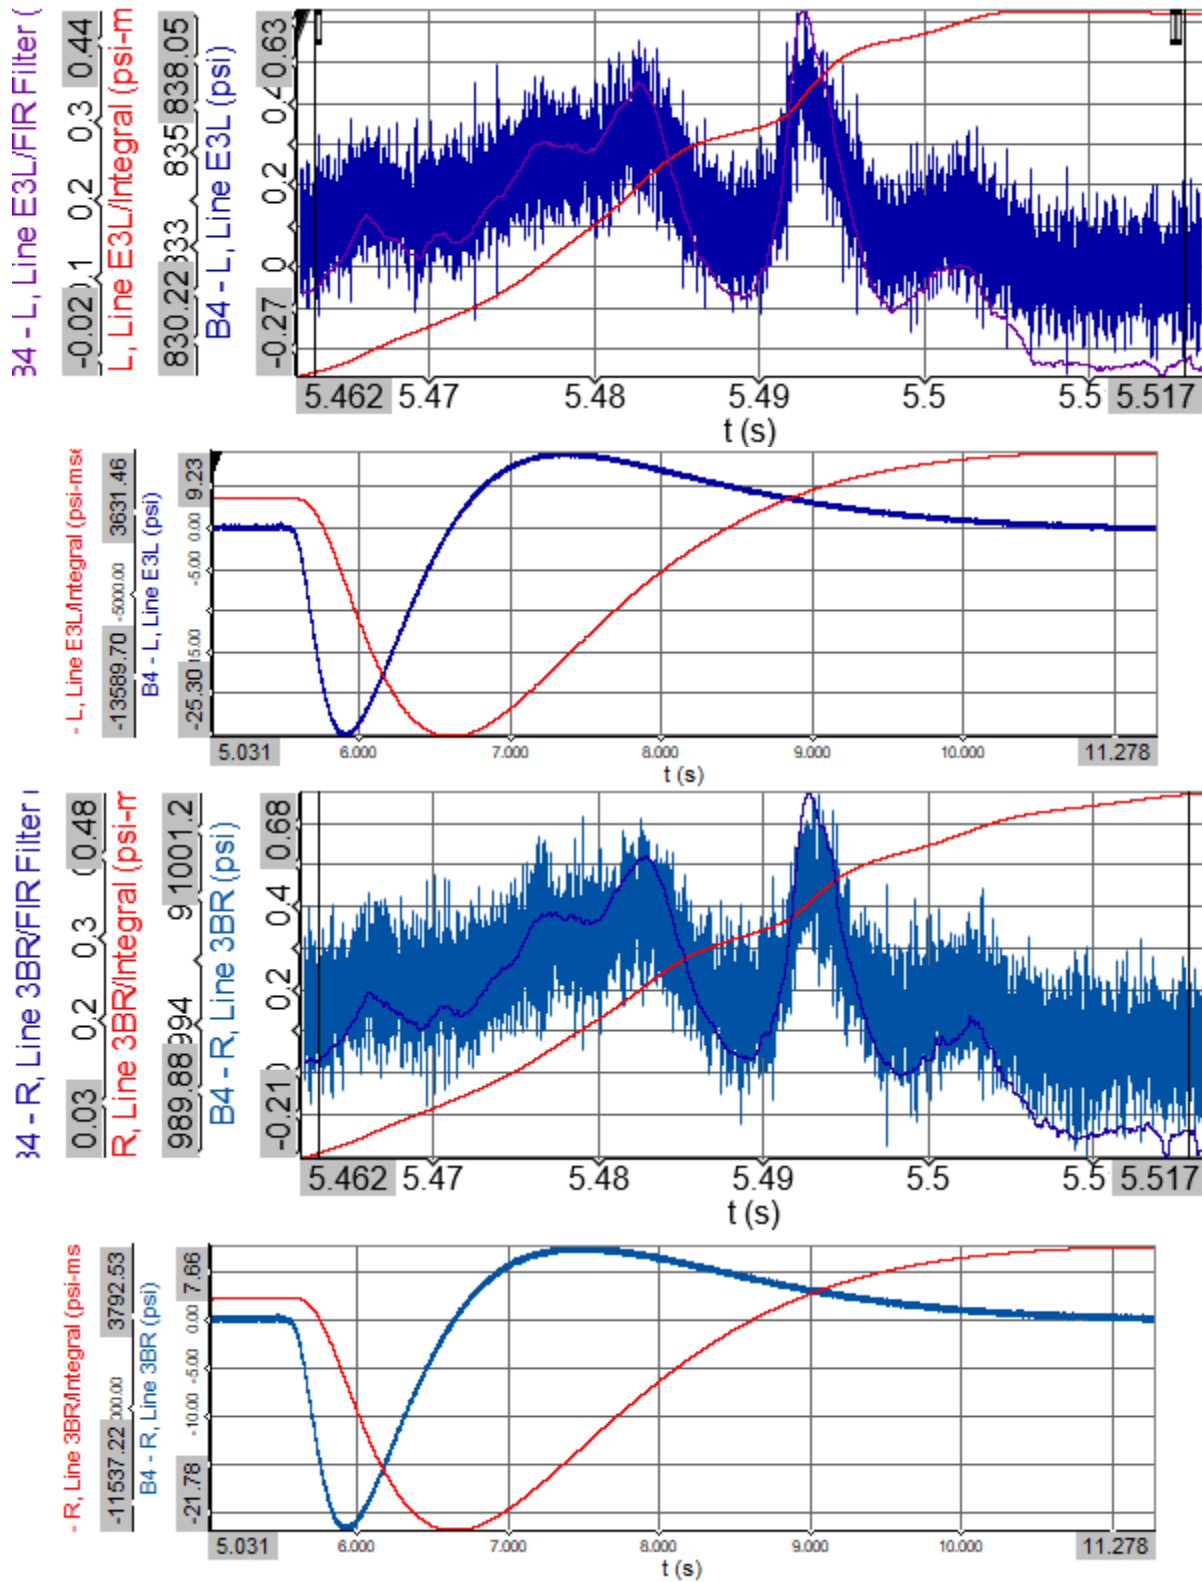 B4 - L, Line E3L/FIR Filter (
L, Line E3L/Integral (psi-m
B4 - L, Line E3L (psi)
-0.02 0.2 0.3 0.44
830.22 835 838.05
-0.27 0 0.2 0.4 0.63
5.462 5.47 5.48 5.49 5.5 5.5 5.517
t (s)
- L, Line E3L/Integral (psi-mse
B4 - L, Line E3L (psi)
-13589.70 -5000.00 3631.46
-25.30 -5.00 0.00 9.23
5.031 6.000 7.000 8.000 9.000 10.000 11.278
t (s)
B4 - R, Line 3BR/FIR Filter
R, Line 3BR/Integral (psi-m
B4 - R, Line 3BR (psi)
0.03 0.2 0.3 0.48
989.88 994 1001.2
-0.21 0.2 0.4 0.68
5.462 5.47 5.48 5.49 5.5 5.5 5.517
t (s)
- R, Line 3BR/Integral (psi-ms
B4 - R, Line 3BR (psi)
-11537.22 000.00 3792.53
-21.78 -10.00 -5.00 0.00 7.66
5.031 6.000 7.000 8.000 9.000 10.000 11.278
t (s)